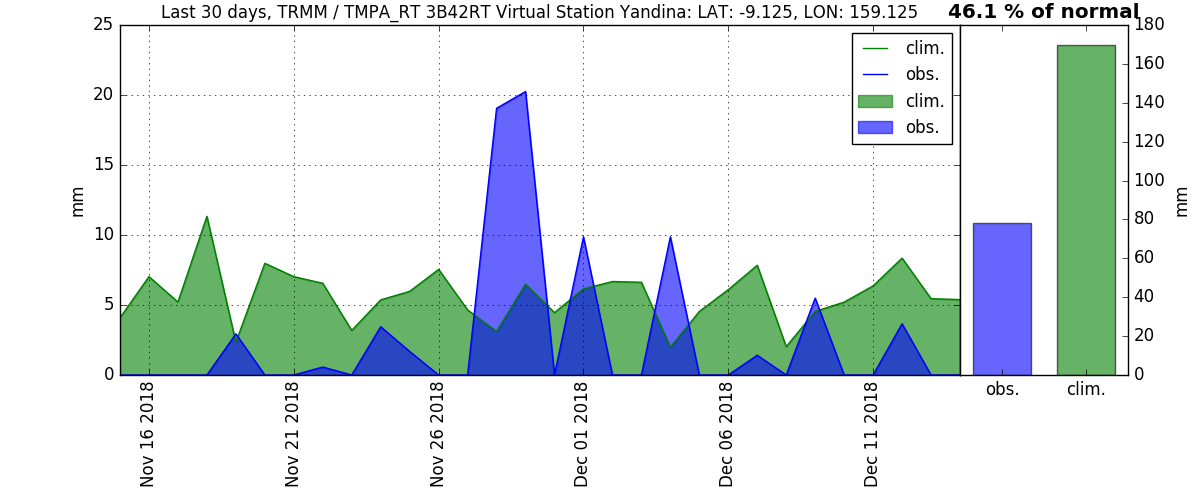 Last 30 days, TRMM / TMPA_RT 3B42RT Virtual Station Yandina: LAT: -9.125, LON: 159.125
46.1 % of normal
25
20
15
10
5
0
mm
clim.
obs.
clim.
obs.
180
160
140
120
100
80
60
40
20
0
mm
Nov 16 2018
Nov 21 2018
Nov 26 2018
Dec 01 2018
Dec 06 2018
Dec 11 2018
obs.
clim.